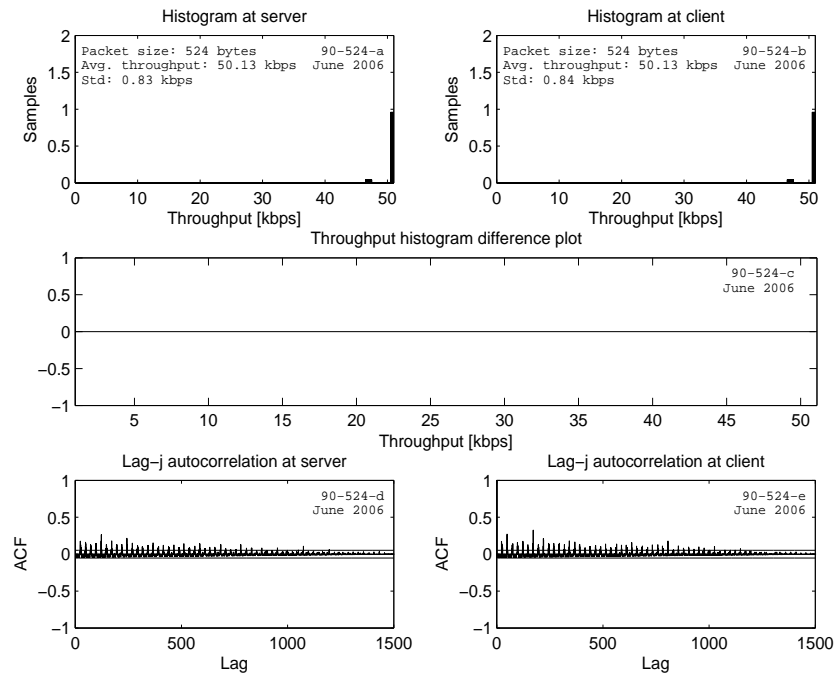 Histogram at server
Packet size: 524 bytes 90-524-a
Avg. throughput: 50.13 kbps June 2006
Std: 0.83 kbps
Samples
2
1.5
1
0.5
0
0 10 20 30 40 50
Throughput [kbps]
Histogram at client
Packet size: 524 bytes 90-524-b
Avg. throughput: 50.13 kbps June 2006
Std: 0.84 kbps
Samples
2
1.5
1
0.5
0
0 10 20 30 40 50
Throughput [kbps]
Throughput histogram difference plot
90-524-c
June 2006
1
0.5
0
−0.5
−1
5 10 15 20 25 30 35 40 45 50
Throughput [kbps]
Lag−j autocorrelation at server
90-524-d
June 2006
ACF
1
0.5
0
−0.5
−1
0 500 1000 1500
Lag
Lag−j autocorrelation at client
90-524-e
June 2006
ACF
1
0.5
0
−0.5
−1
0 500 1000 1500
Lag